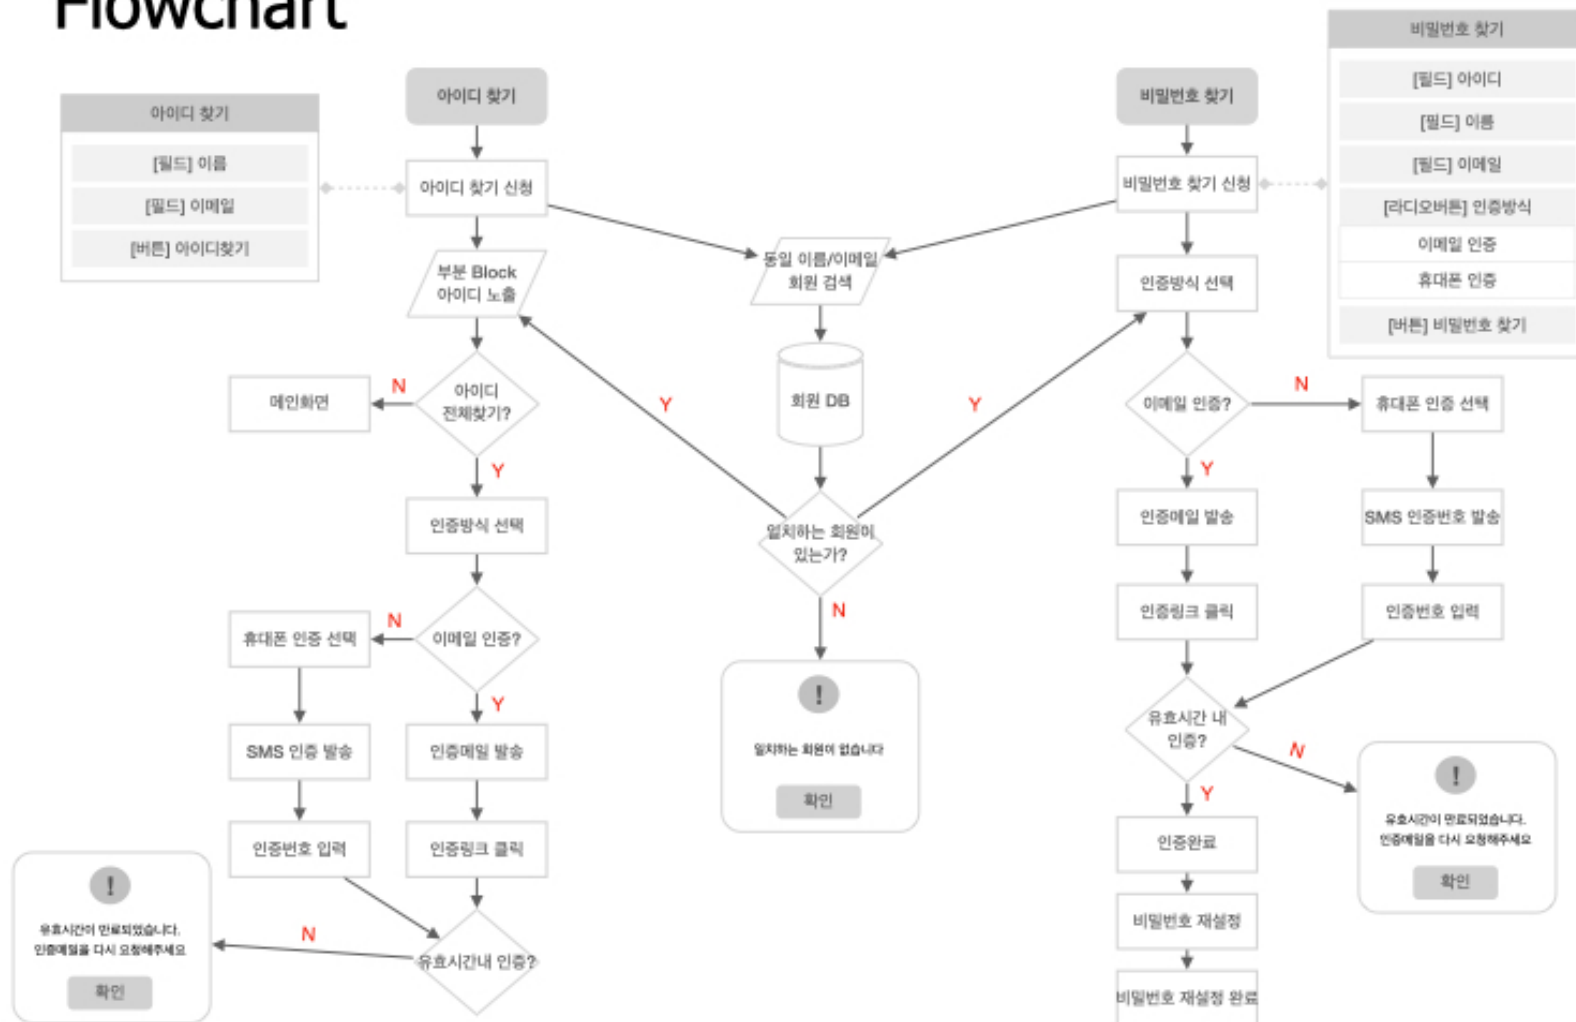 Flowchart
아이디 찾기
[필드] 이름
[필드] 이메일
[버튼] 아이디찾기
아이디 찾기
아이디 찾기 신청
부분 Block
아이디 노출
아이디
전체찾기?
N
메인화면
Y
인증방식 선택
이메일 인증?
N
휴대폰 인증 선택
Y
SMS 인증 발송
인증메일 발송
인증번호 입력
인증링크 클릭
유효시간내 인증?
N
!
유효시간이 만료되었습니다.
인증메일을 다시 요청해주세요
확인
동일 이름/이메일
회원 검색
회원 DB
Y
Y
일치하는 회원이
있는가?
N
!
일치하는 회원이 없습니다
확인
비밀번호 찾기
비밀번호 찾기 신청
인증방식 선택
이메일 인증?
N
휴대폰 인증 선택
Y
인증메일 발송
SMS 인증번호 발송
인증링크 클릭
인증번호 입력
유효시간 내
인증?
N
!
유효시간이 만료되었습니다.
인증메일을 다시 요청해주세요
확인
Y
인증완료
비밀번호 재설정
비밀번호 재설정 완료
비밀번호 찾기
[필드] 아이디
[필드] 이름
[필드] 이메일
[라디오버튼] 인증방식
이메일 인증
휴대폰 인증
[버튼] 비밀번호 찾기